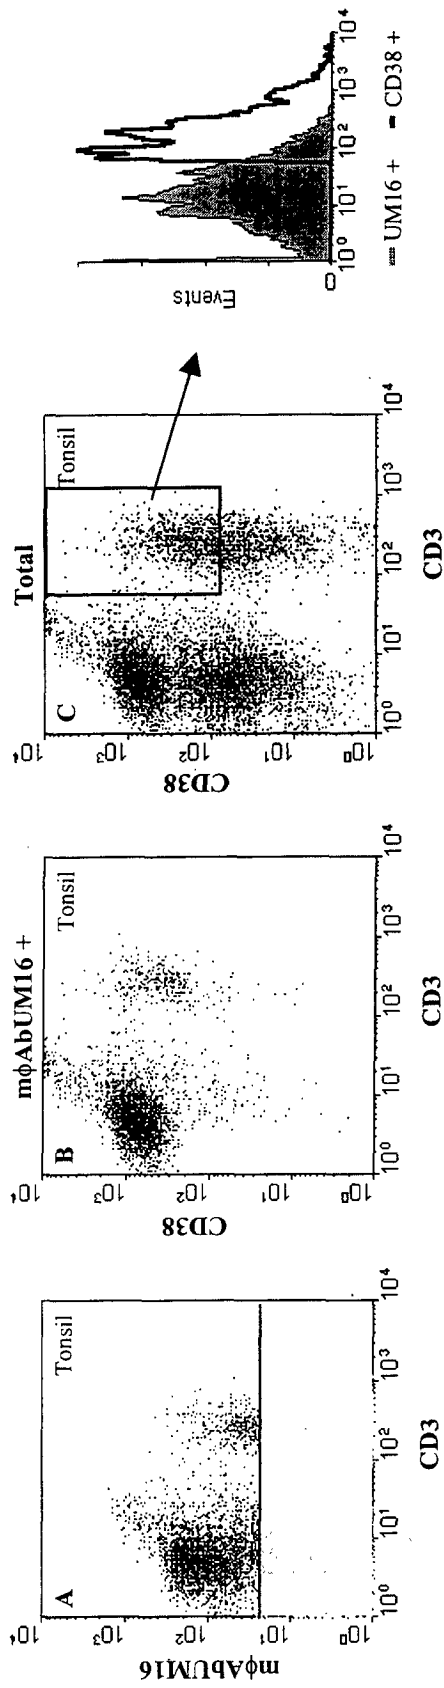 A
Tonsil
mφAbUM16
10⁴
10³
10²
10¹
10⁰
10⁰ 10¹ 10² 10³ 10⁴
CD3
mφAbUM16 +
B
Tonsil
CD38
10⁴
10³
10²
10¹
10⁰
10⁰ 10¹ 10² 10³ 10⁴
CD3
Total
C
Tonsil
CD38
10⁴
10³
10²
10¹
10⁰
10⁰ 10¹ 10² 10³ 10⁴
CD3
Events
0
10⁰ 10¹ 10² 10³ 10⁴
UM16 + CD38 +